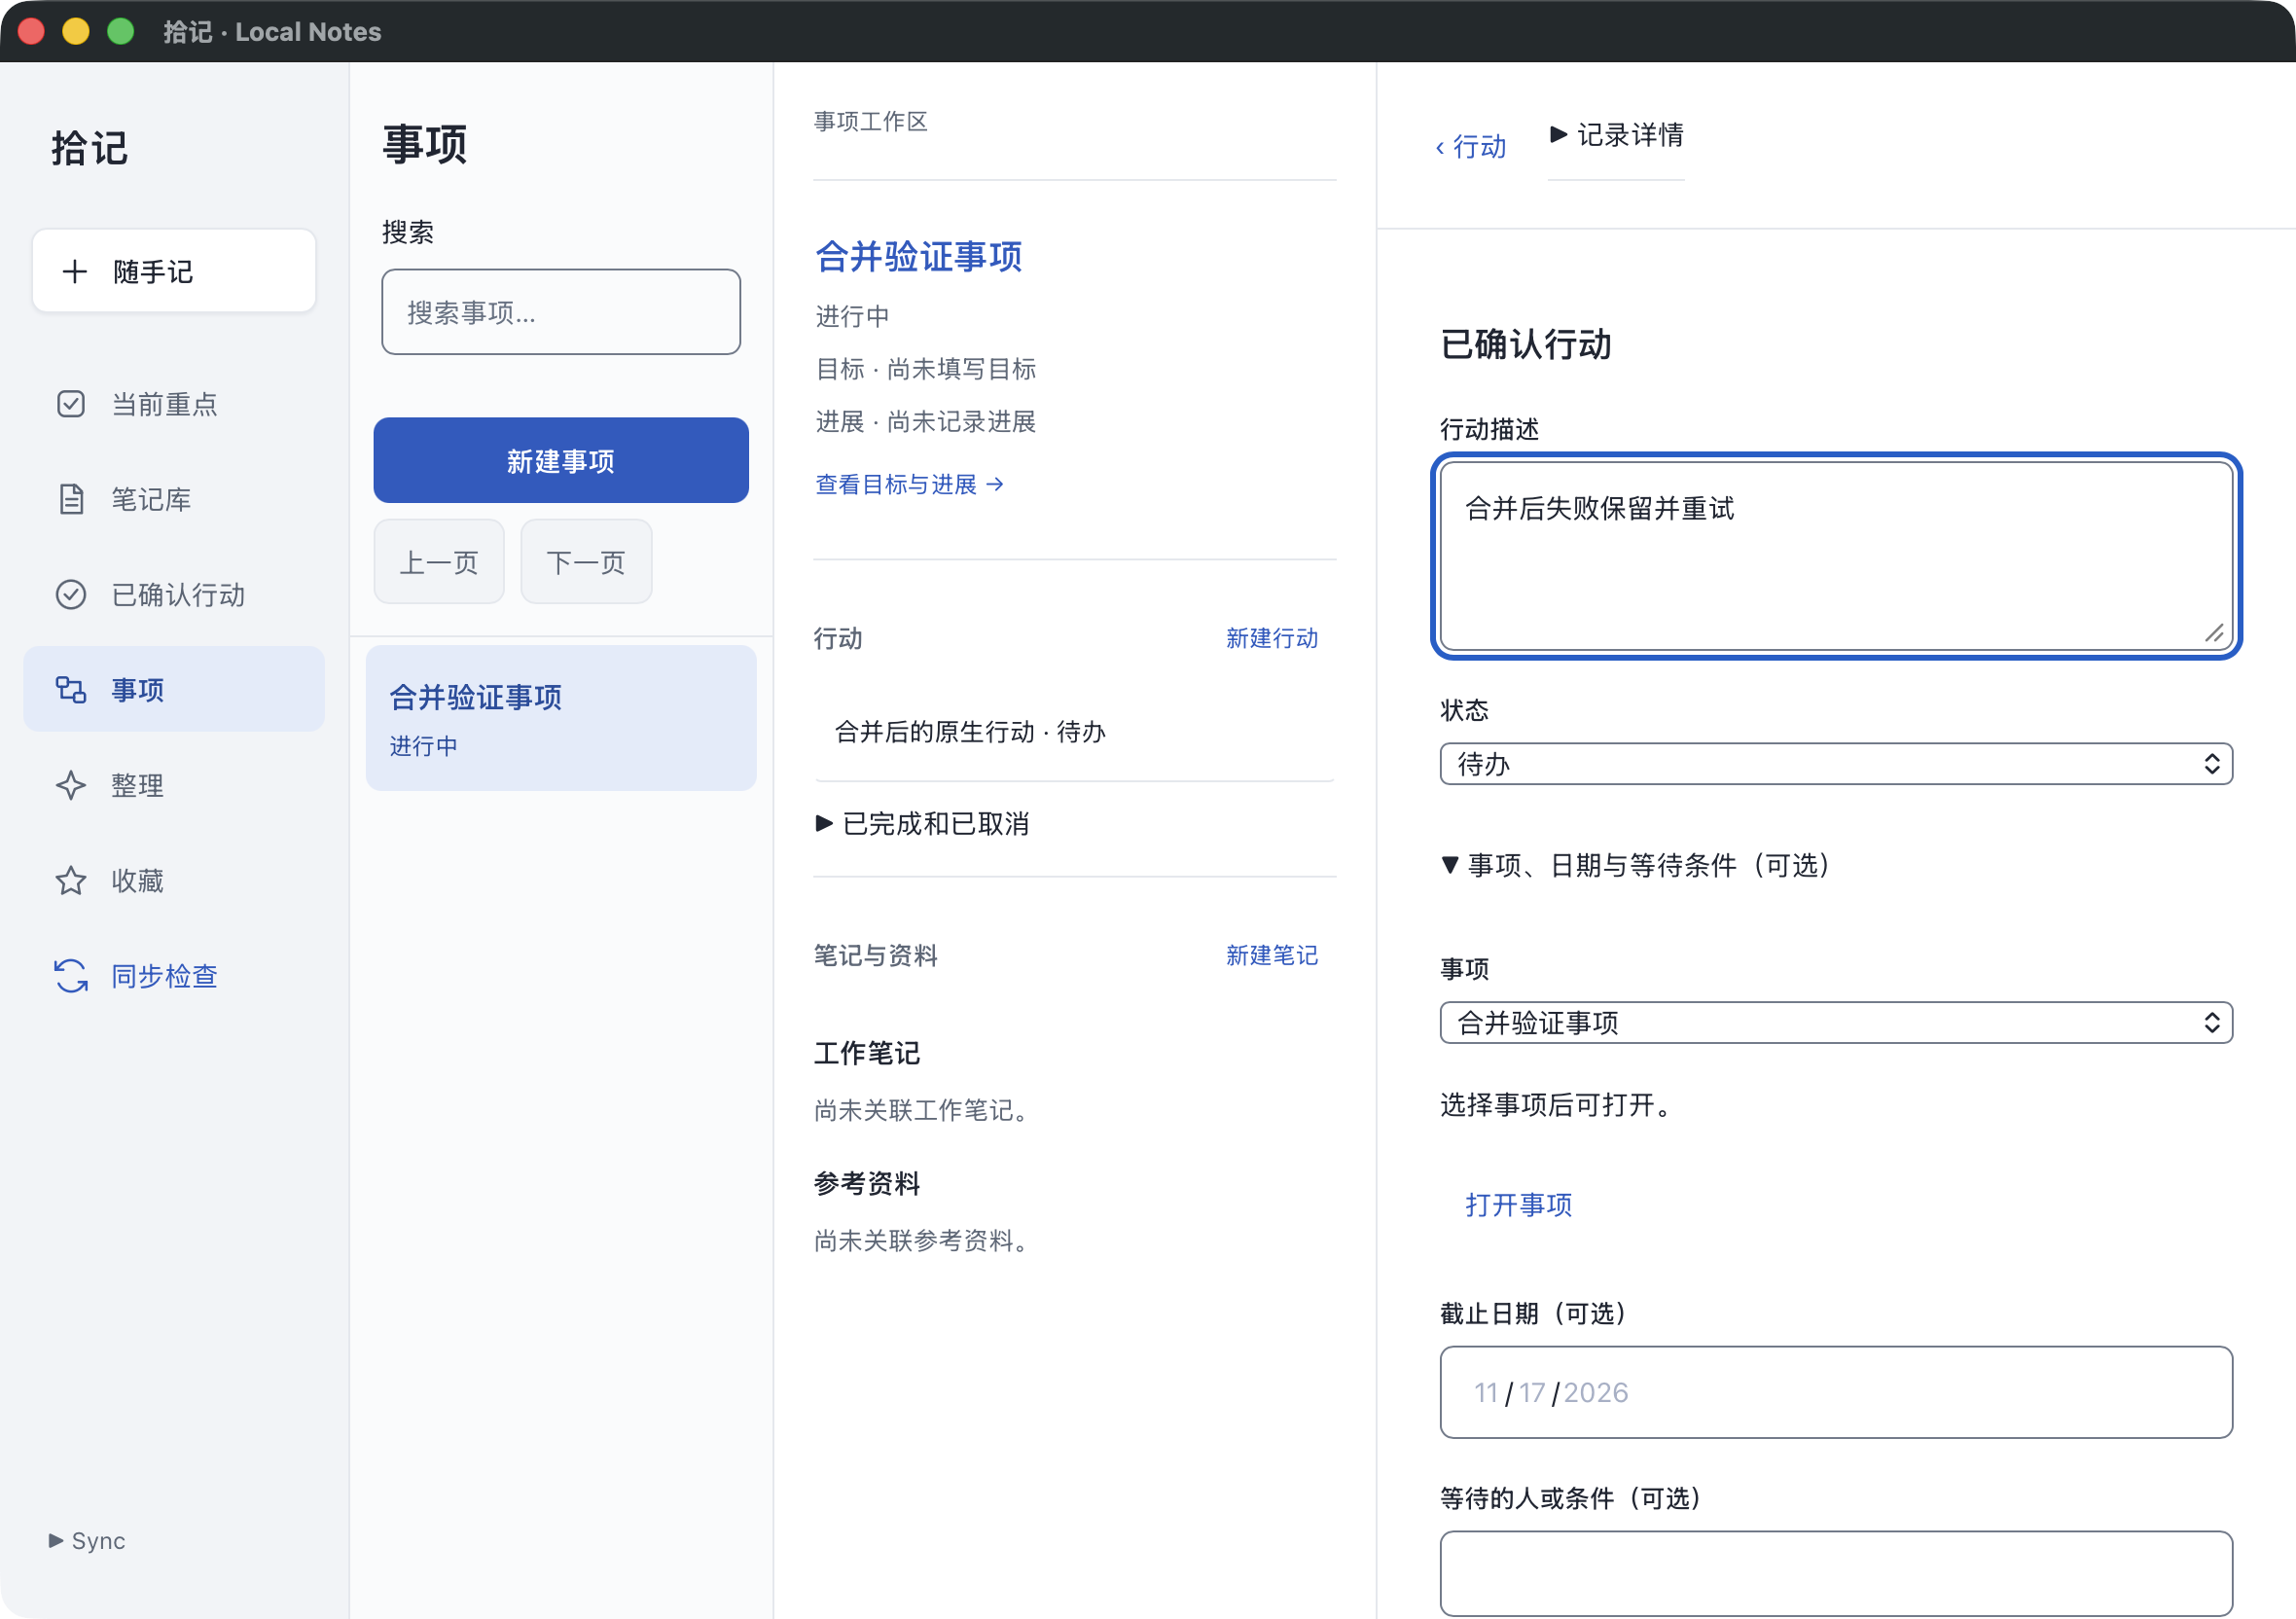 拾记 · Local Notes
拾记
随手记
当前重点
笔记库
已确认行动
事项
整理
收藏
同步检查
Sync
事项
搜索
搜索事项...
新建事项
上一页
下一页
合并验证事项
进行中
事项工作区
合并验证事项
进行中
目标 · 尚未填写目标
进展 · 尚未记录进展
查看目标与进展 →
行动
新建行动
合并后的原生行动 · 待办
▶ 已完成和已取消
笔记与资料
新建笔记
工作笔记
尚未关联工作笔记。
参考资料
尚未关联参考资料。
‹ 行动
▶ 记录详情
已确认行动
行动描述
合并后失败保留并重试
状态
待办
▼ 事项、日期与等待条件（可选）
事项
合并验证事项
选择事项后可打开。
打开事项
截止日期（可选）
11/17/2026
等待的人或条件（可选）